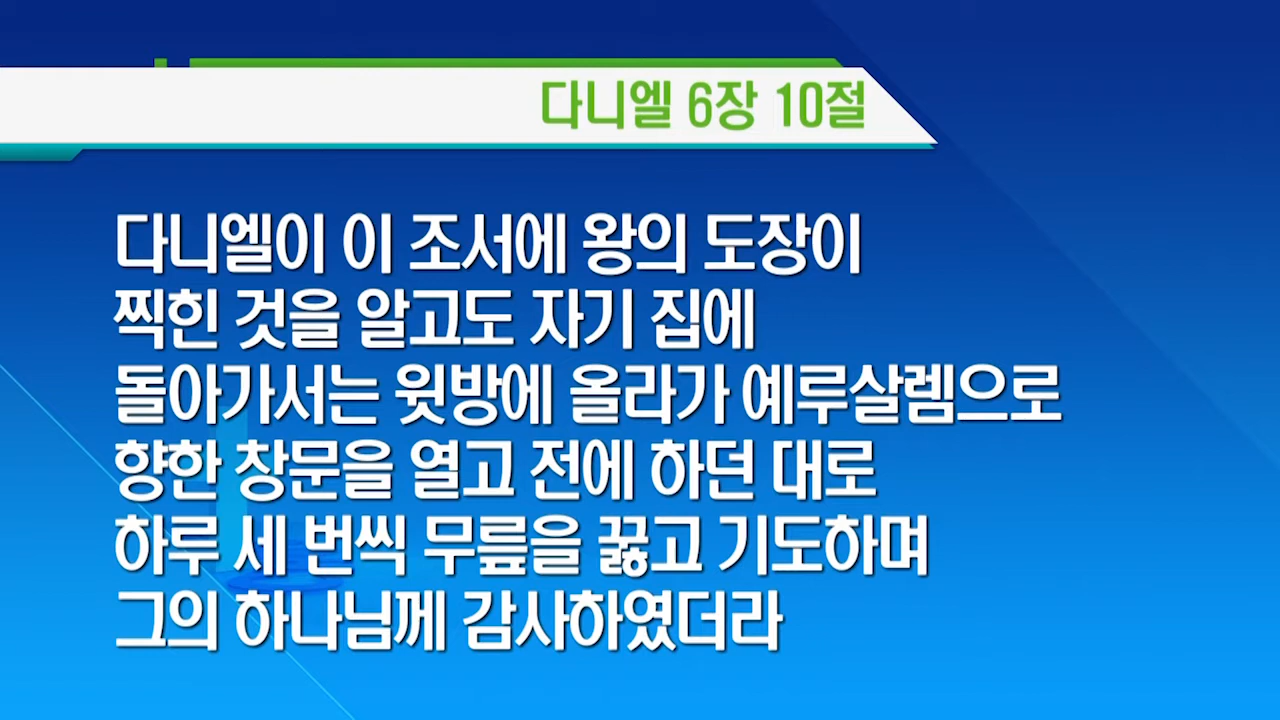 다니엘 6장 10절
다니엘이 이 조서에 왕의 도장이
찍힌 것을 알고도 자기 집에
돌아가서는 윗방에 올라가 예루살렘으로
향한 창문을 열고 전에 하던 대로
하루 세 번씩 무릎을 꿇고 기도하며
그의 하나님께 감사하였더라